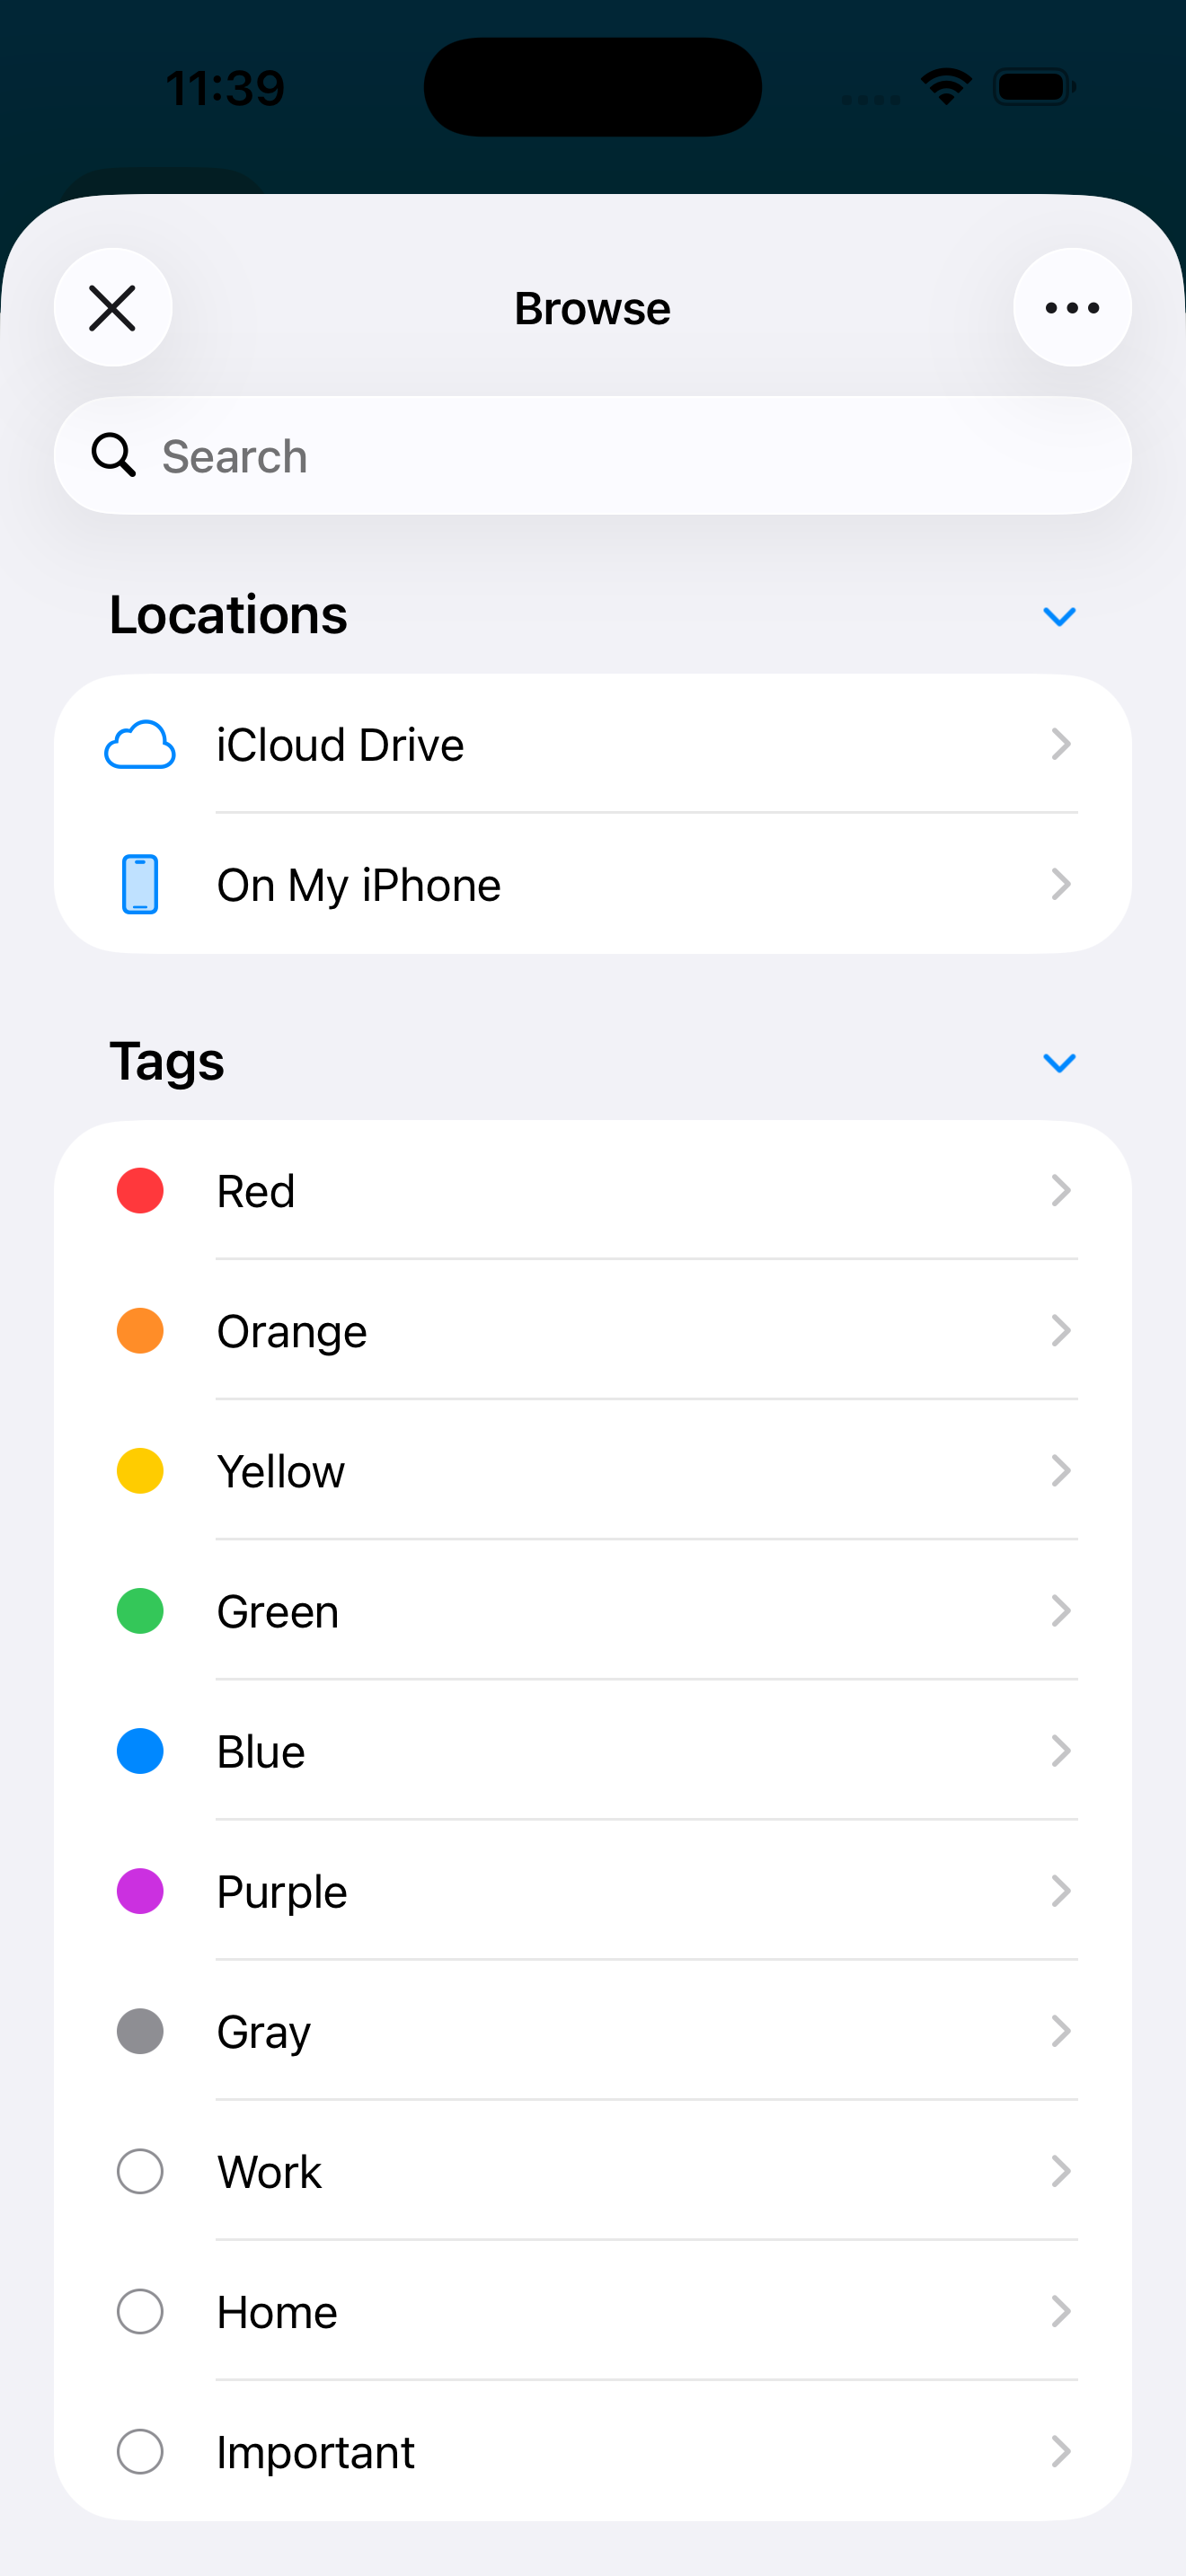 11:39
Browse
Search
Locations
iCloud Drive
On My iPhone
Tags
Red
Orange
Yellow
Green
Blue
Purple
Gray
Work
Home
Important